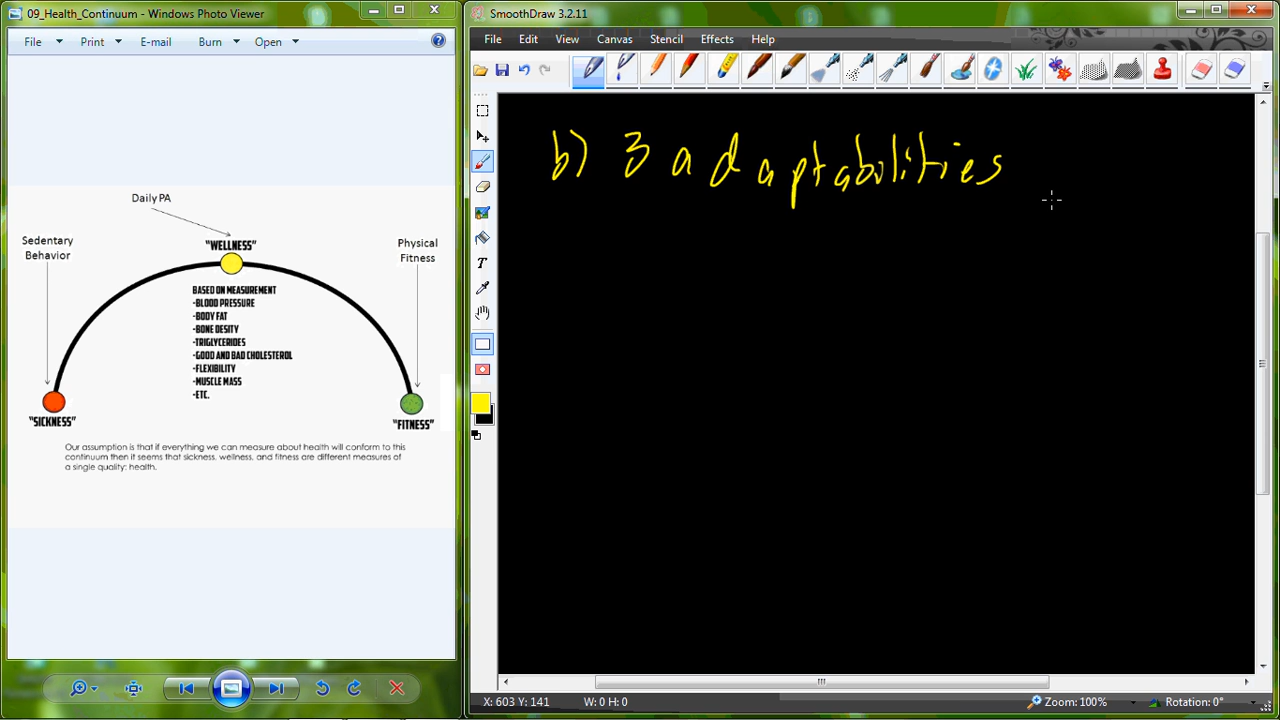 09_Health_Continuum - Windows Photo Viewer
File Print E-mail Burn Open
Daily PA
Sedentary
Behavior
"WELLNESS"
Physical
Fitness
BASED ON MEASUREMENT
-BLOOD PRESSURE
-BODY FAT
-BONE DESITY
-TRIGLYCERIDES
-GOOD AND BAD CHOLESTEROL
-FLEXIBILITY
-MUSCLE MASS
-ETC.
"SICKNESS"
"FITNESS"
Our assumption is that if everything we can measure about health will conform to this
continuum then it seems that sickness, wellness, and fitness are different measures of
a single quality: health.
SmoothDraw 3.2.11
File Edit View Canvas Stencil Effects Help
b) 3 adaptabilities
X: 603 Y: 141 W: 0 H: 0 Zoom: 100% Rotation: 0°